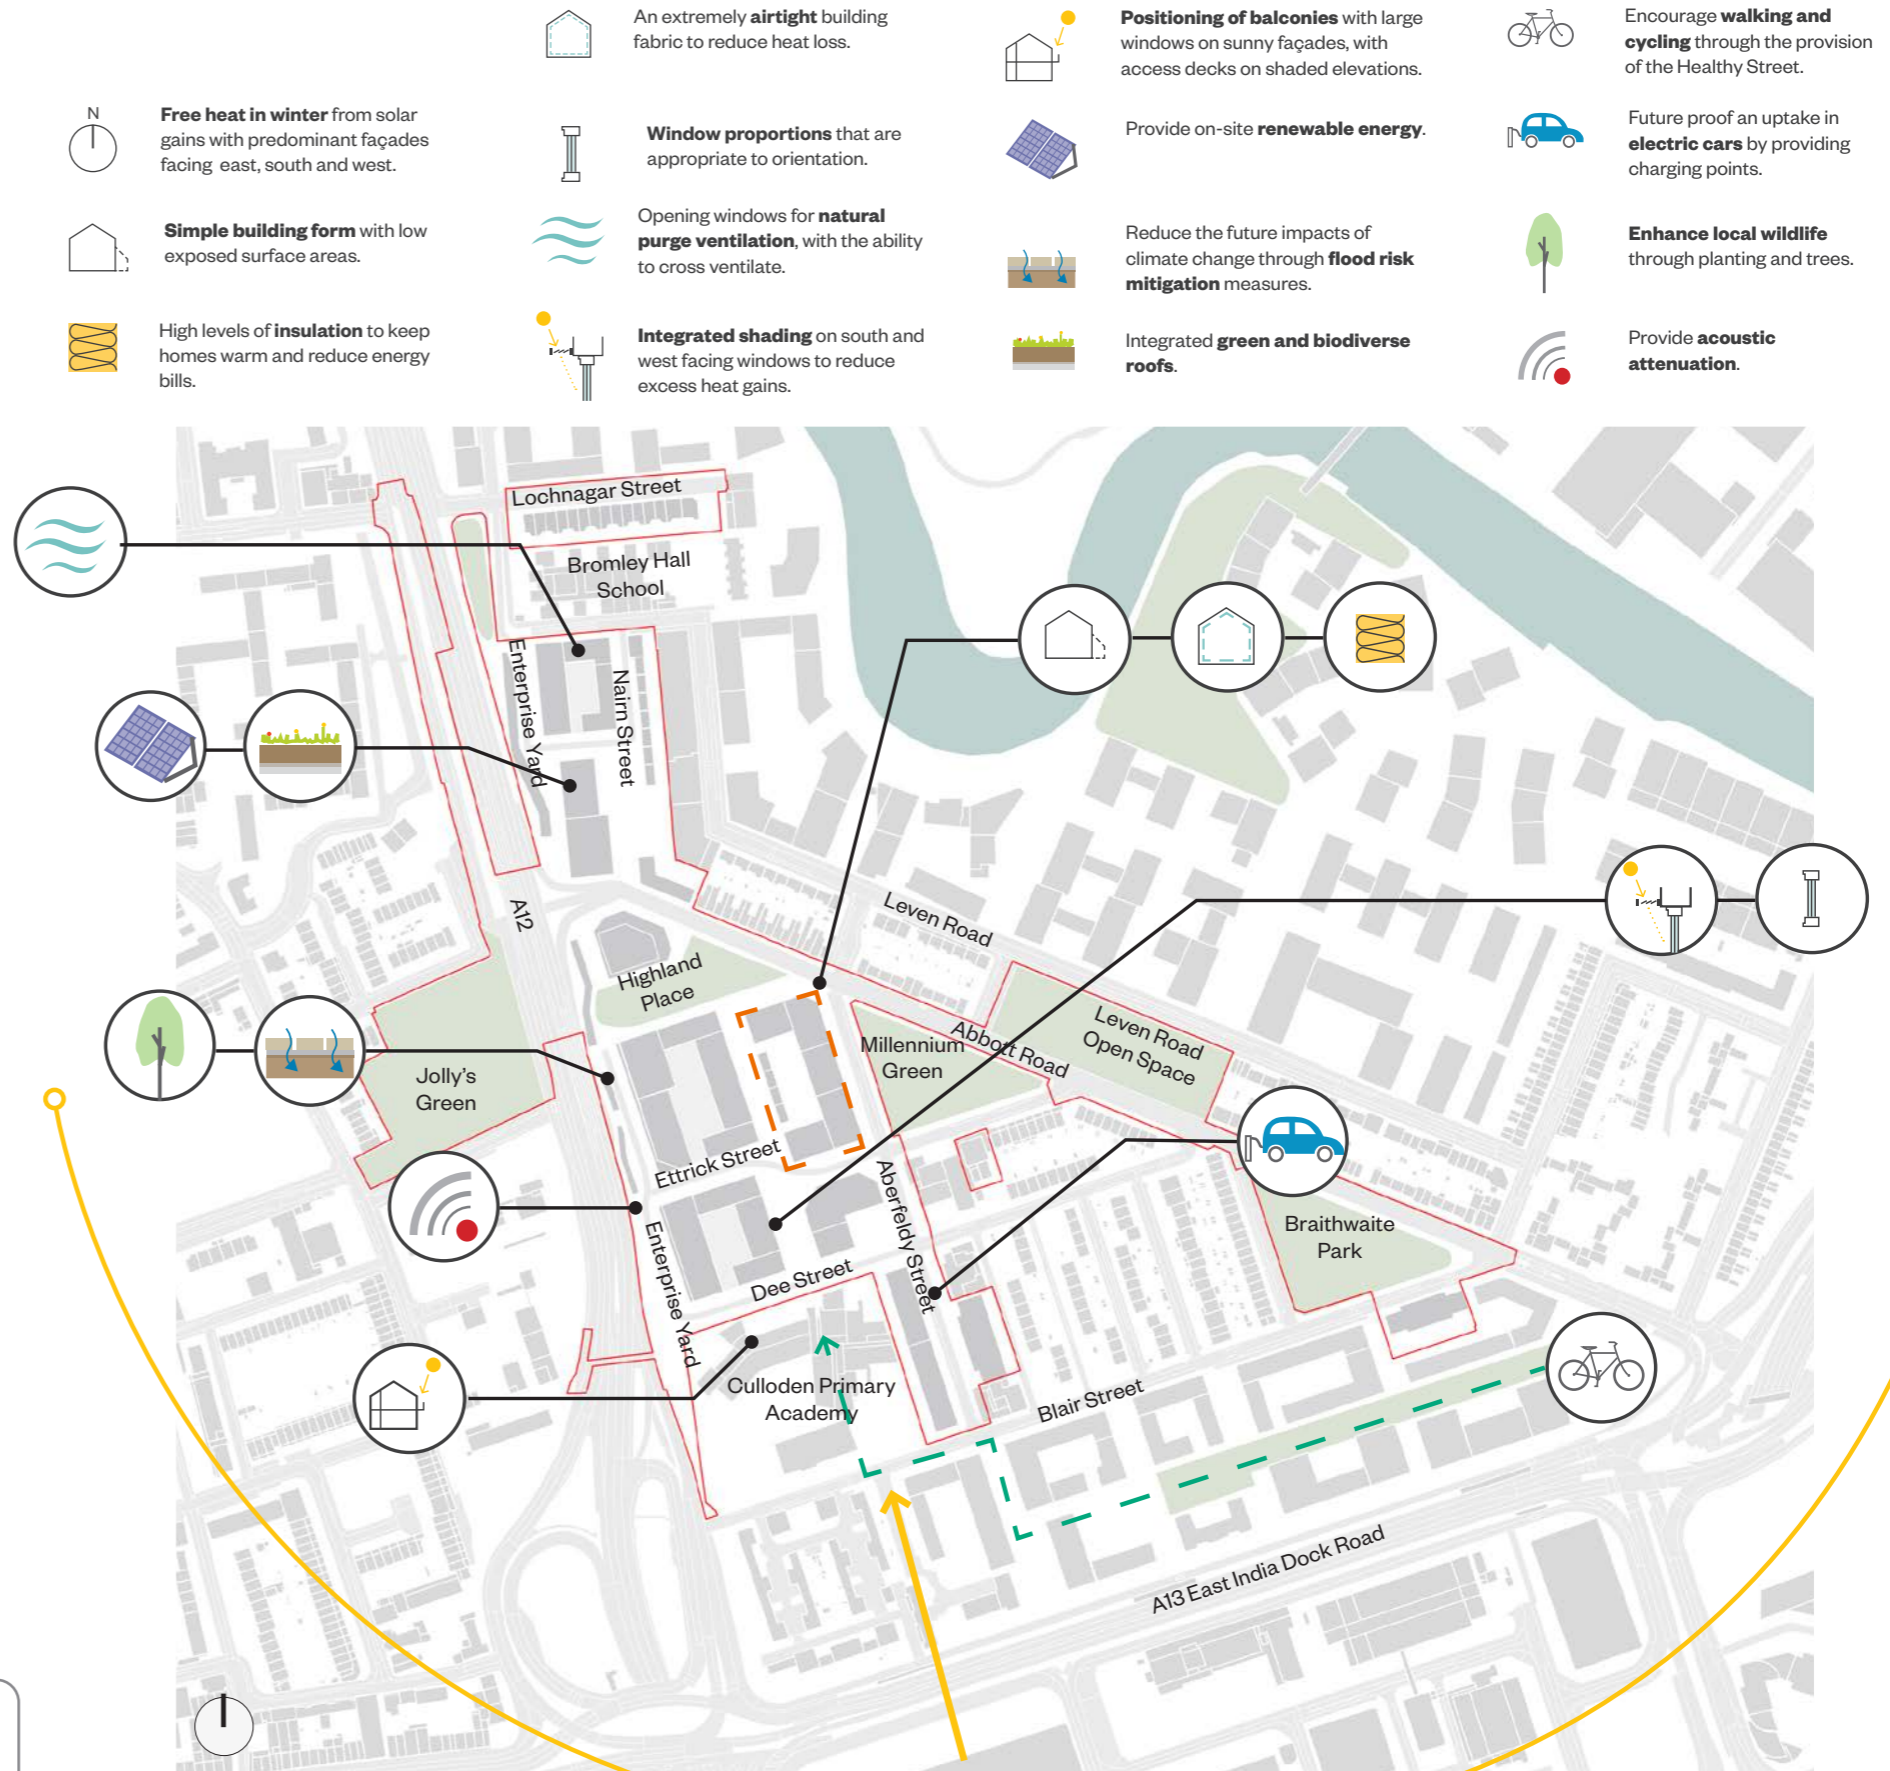 N
Free heat in winter from solar
gains with predominant façades
facing east, south and west.
Simple building form with low
exposed surface areas.
High levels of insulation to keep
homes warm and reduce energy
bills.
An extremely airtight building
fabric to reduce heat loss.
Window proportions that are
appropriate to orientation.
Opening windows for natural
purge ventilation, with the ability
to cross ventilate.
Integrated shading on south and
west facing windows to reduce
excess heat gains.
Positioning of balconies with large
windows on sunny façades, with
access decks on shaded elevations.
Provide on-site renewable energy.
Reduce the future impacts of
climate change through flood risk
mitigation measures.
Integrated green and biodiverse
roofs.
Encourage walking and
cycling through the provision
of the Healthy Street.
Future proof an uptake in
electric cars by providing
charging points.
Enhance local wildlife
through planting and trees.
Provide acoustic
attenuation.
Lochnagar Street
Bromley Hall
School
Enterprise Yard
Nairn Street
A12
Leven Road
Highland
Place
Leven Road
Open Space
Abbott Road
Millennium
Green
Jolly's
Green
Ettrick Street
Aberfeldy Street
Braithwaite
Park
Enterprise Yard
Dee Street
Culloden Primary
Academy
Blair Street
A13 East India Dock Road